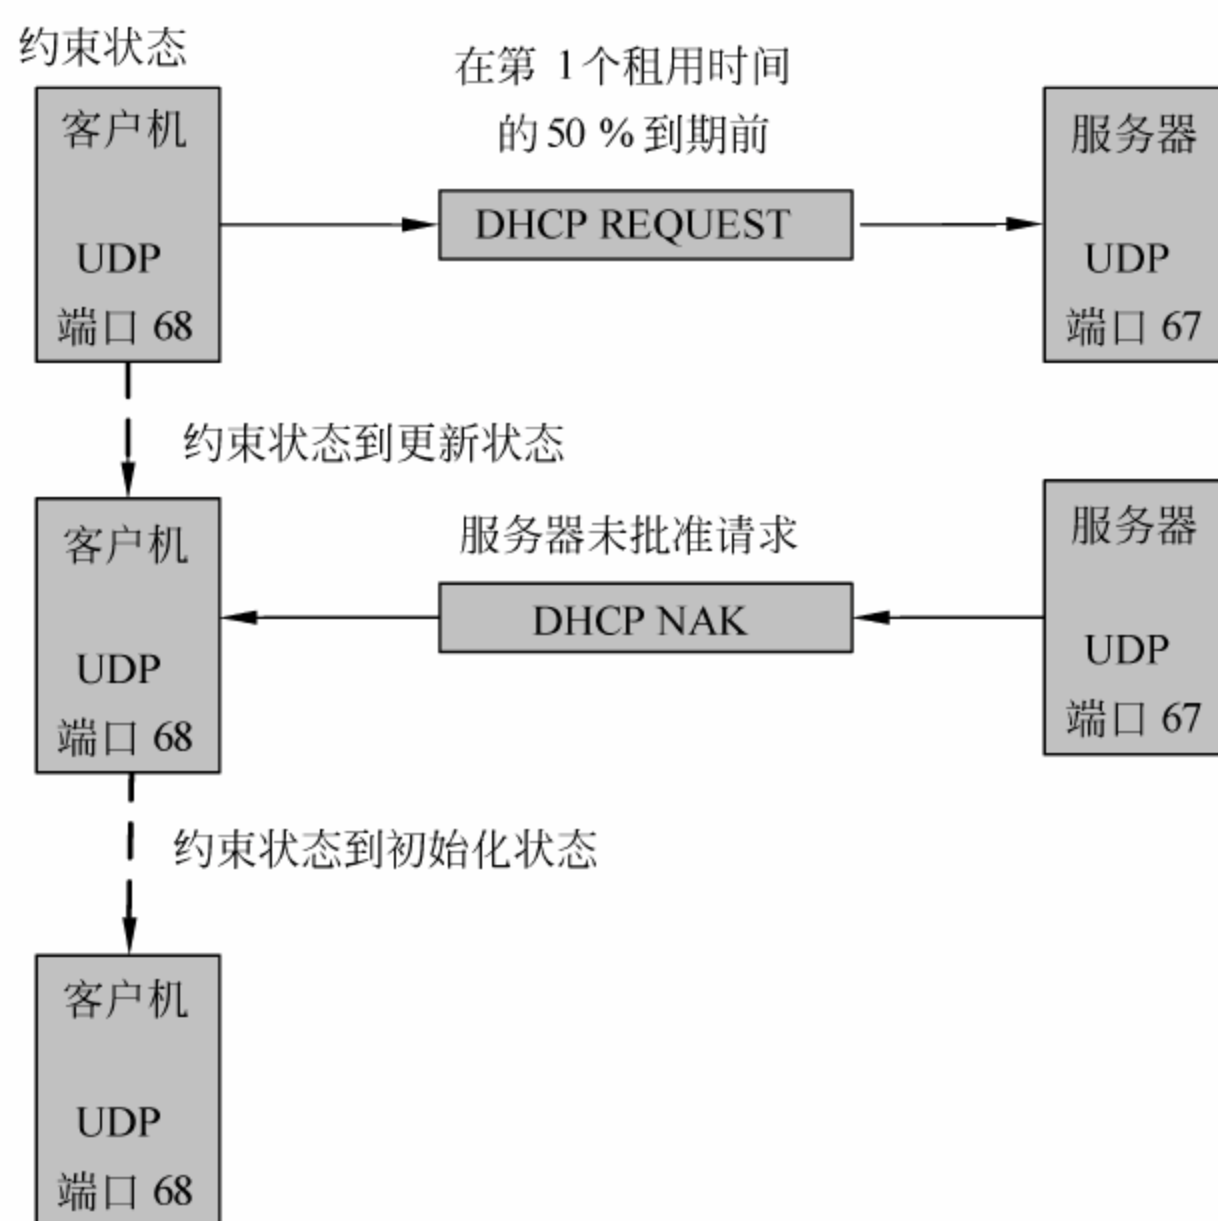 约束状态
在第 1个租用时间
的50 %到期前
客户机
UDP
端口 68
DHCP REQUEST
服务器
UDP
端口 67
约束状态到更新状态
客户机
UDP
端口 68
服务器未批准请求
DHCP NAK
服务器
UDP
端口 67
约束状态到初始化状态
客户机
UDP
端口 68